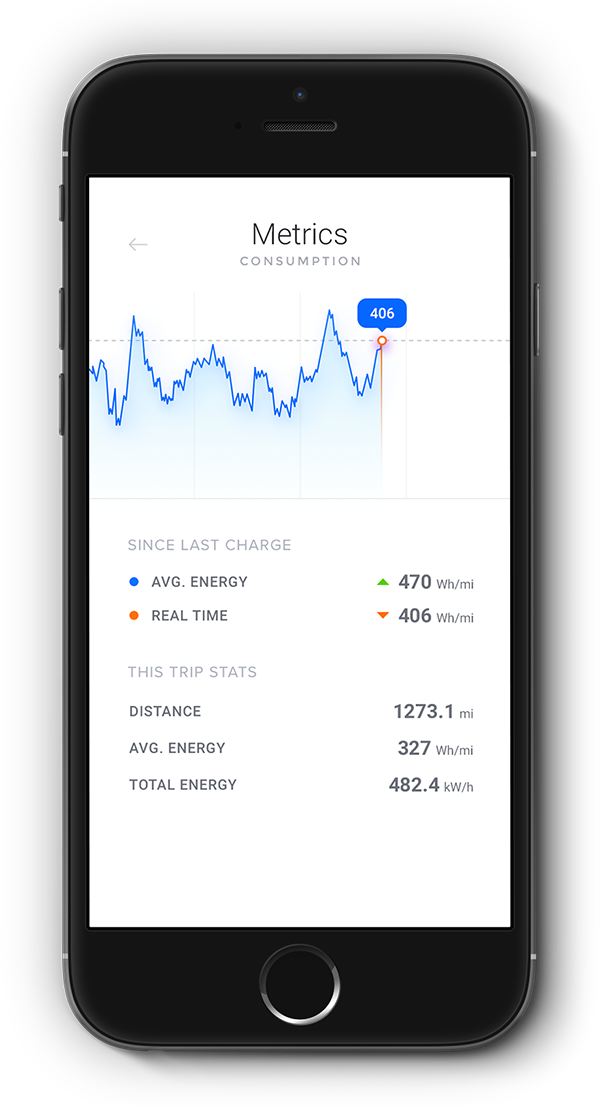 Metrics
CONSUMPTION
406
SINCE LAST CHARGE
AVG. ENERGY 470 Wh/mi
REAL TIME 406 Wh/mi
THIS TRIP STATS
DISTANCE 1273.1 mi
AVG. ENERGY 327 Wh/mi
TOTAL ENERGY 482.4 kW/h